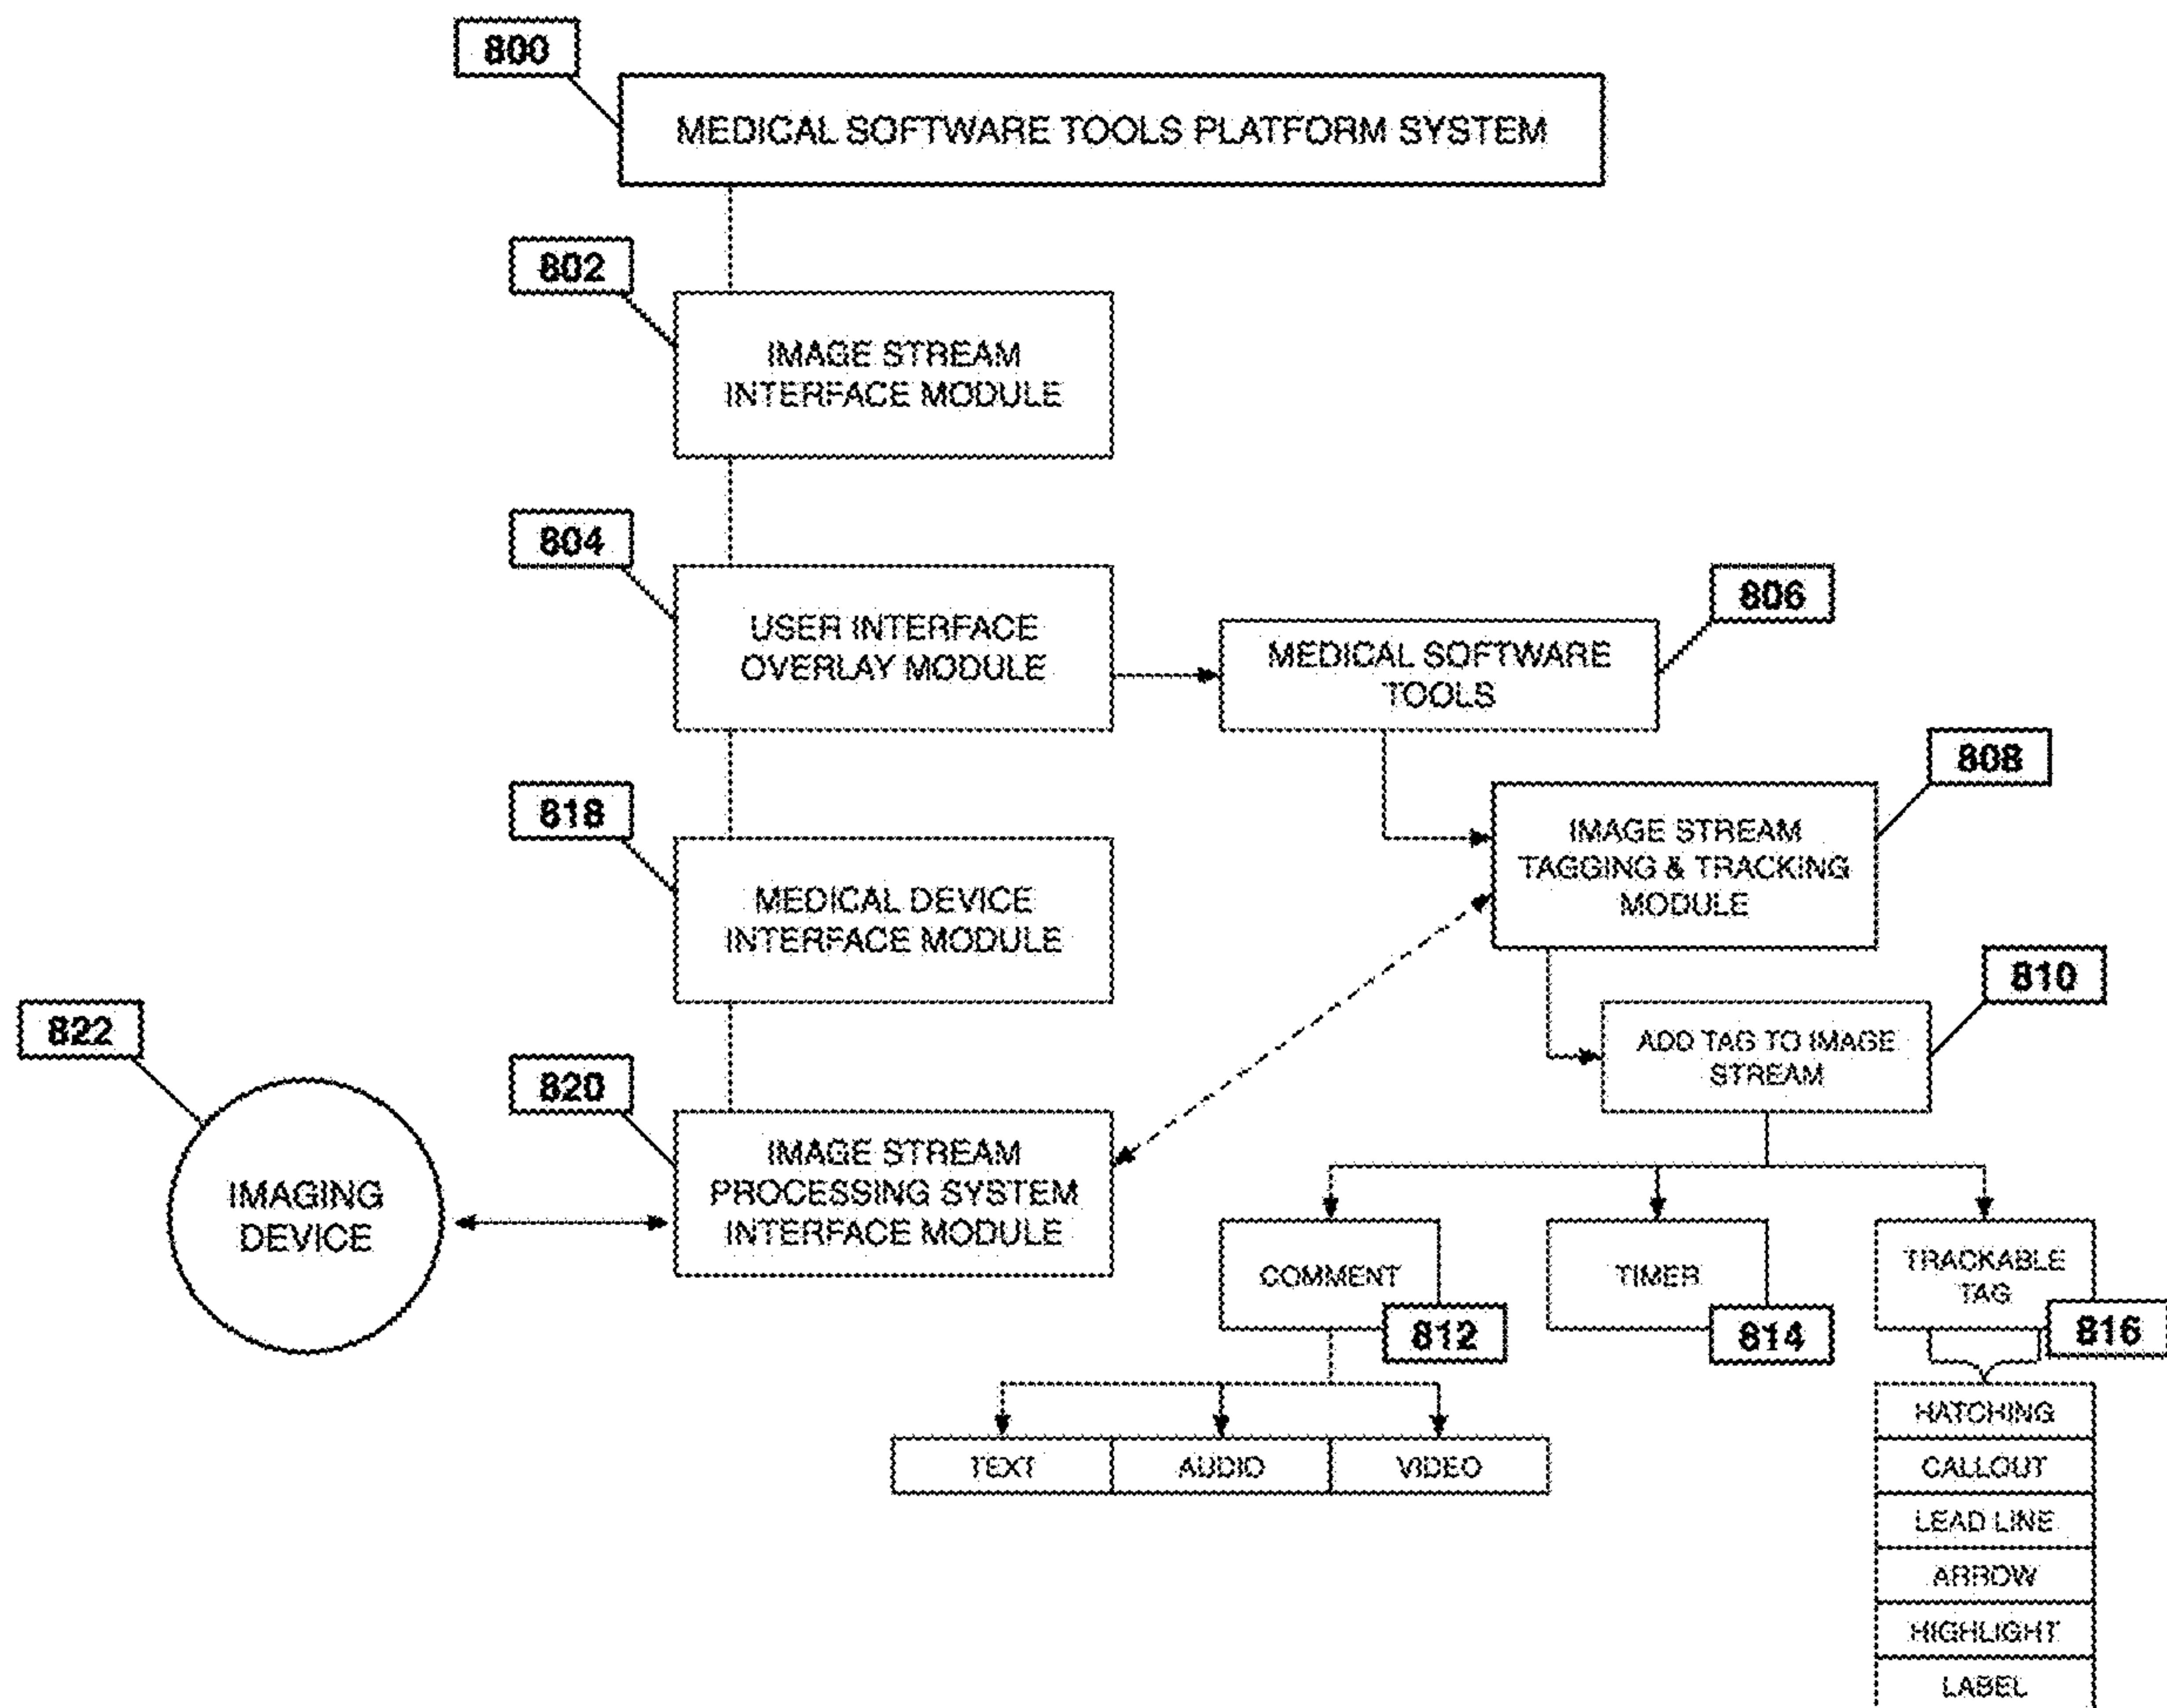 800
MEDICAL SOFTWARE TOOLS PLATFORM SYSTEM
802
IMAGE STREAM
INTERFACE MODULE
804
USER INTERFACE
OVERLAY MODULE
806
MEDICAL SOFTWARE
TOOLS
808
IMAGE STREAM
TAGGING & TRACKING
MODULE
818
MEDICAL DEVICE
INTERFACE MODULE
810
ADD TAG TO IMAGE
STREAM
822
IMAGING
DEVICE
820
IMAGE STREAM
PROCESSING SYSTEM
INTERFACE MODULE
COMMENT
812
TIMER
814
TRACKABLE
TAG
816
TEXT
AUDIO
VIDEO
HATCHING
CALLOUT
LEAD LINE
ARROW
HIGHLIGHT
LABEL